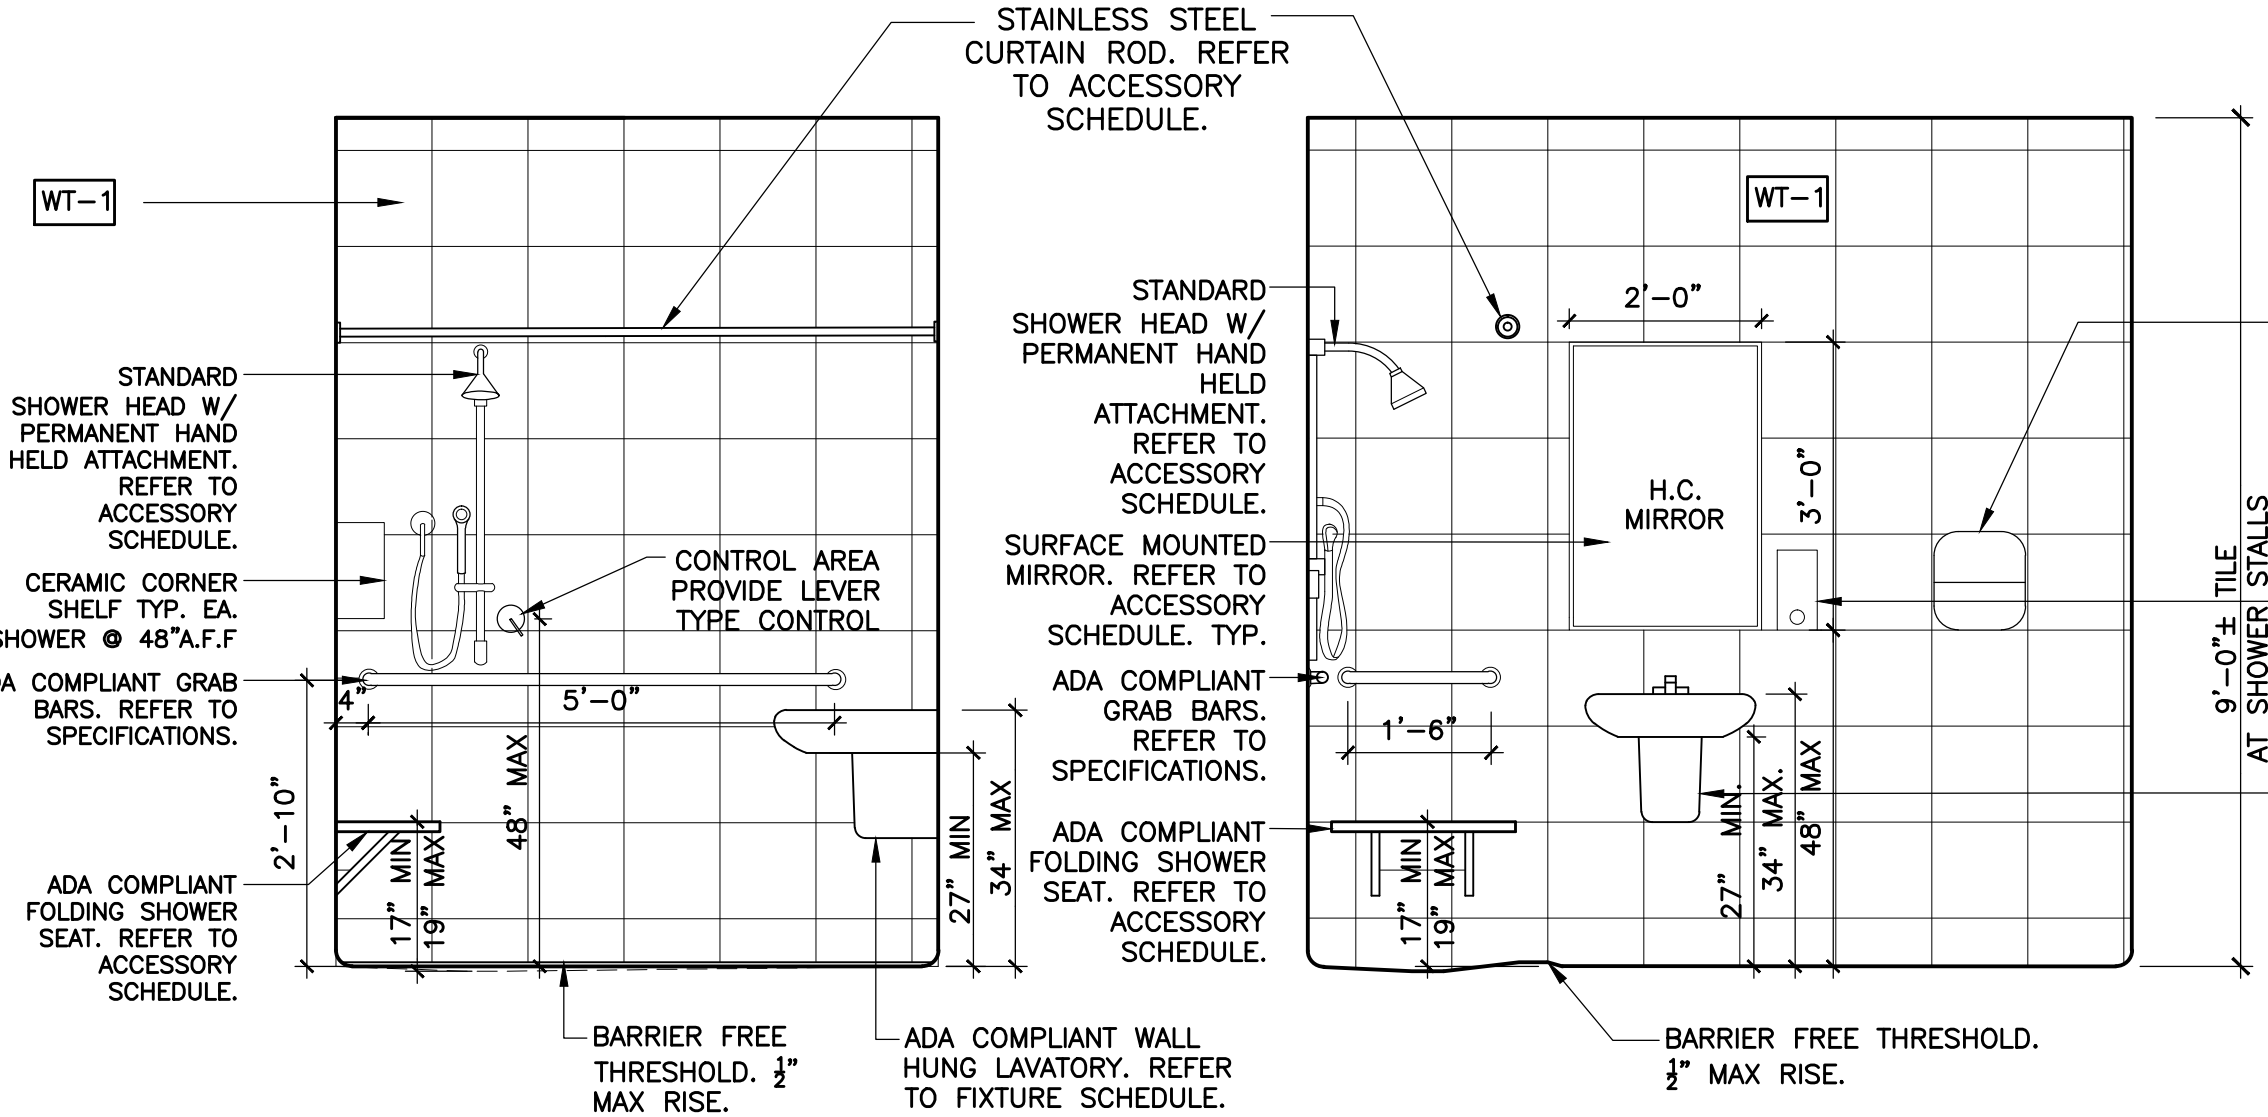 STAINLESS STEEL
CURTAIN ROD. REFER
TO ACCESSORY
SCHEDULE.
WT-1
STANDARD
SHOWER HEAD W/
PERMANENT HAND
HELD ATTACHMENT.
REFER TO
ACCESSORY
SCHEDULE.
CERAMIC CORNER
SHELF TYP. EA.
SHOWER @ 48"A.F.F
COMPLIANT GRAB
BARS. REFER TO
SPECIFICATIONS.
ADA COMPLIANT
FOLDING SHOWER
SEAT. REFER TO
ACCESSORY
SCHEDULE.
CONTROL AREA
PROVIDE LEVER
TYPE CONTROL
4"
5'-0"
2'-10"
17" MIN
19" MAX
48" MAX
27" MIN
34" MAX
BARRIER FREE
THRESHOLD. ½"
MAX RISE.
ADA COMPLIANT WALL
HUNG LAVATORY. REFER
TO FIXTURE SCHEDULE.
WT-1
STANDARD
SHOWER HEAD W/
PERMANENT HAND
HELD
ATTACHMENT.
REFER TO
ACCESSORY
SCHEDULE.
SURFACE MOUNTED
MIRROR. REFER TO
ACCESSORY
SCHEDULE. TYP.
ADA COMPLIANT
GRAB BARS.
REFER TO
SPECIFICATIONS.
ADA COMPLIANT
FOLDING SHOWER
SEAT. REFER TO
ACCESSORY
SCHEDULE.
2'-0"
H.C.
MIRROR
3'-0"
1'-6"
17" MIN
19" MAX
27" MIN.
34" MAX.
48" MAX
9'-0"± TILE
AT SHOWER STALLS
BARRIER FREE THRESHOLD.
½" MAX RISE.